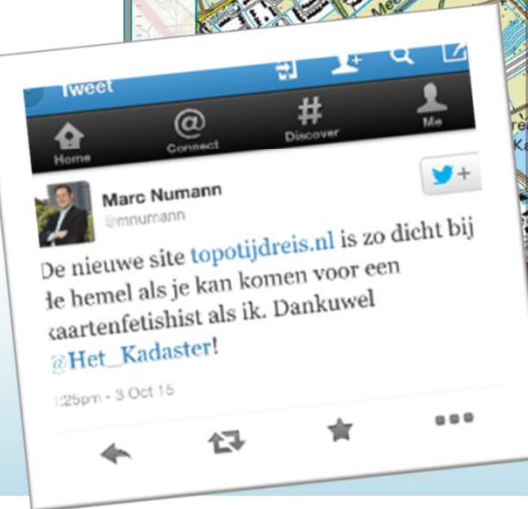 Tweet
Home
Connect
Discover
Me
Marc Numann
@mnumann
De nieuwe site topotijdreis.nl is zo dicht bij
de hemel als je kan komen voor een
kaartenfetishist als ik. Dankuwel
@Het_Kadaster!
:25pm - 3 Oct 15